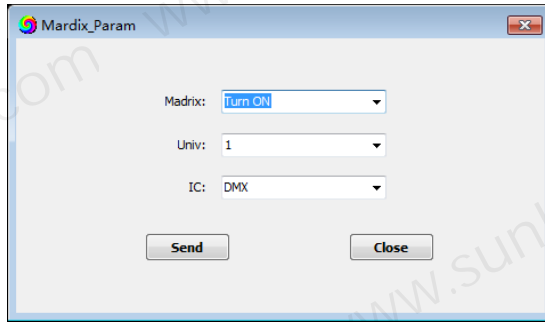 Mardix_Param
Madrix: Turn ON
Univ: 1
IC: DMX
Send Close